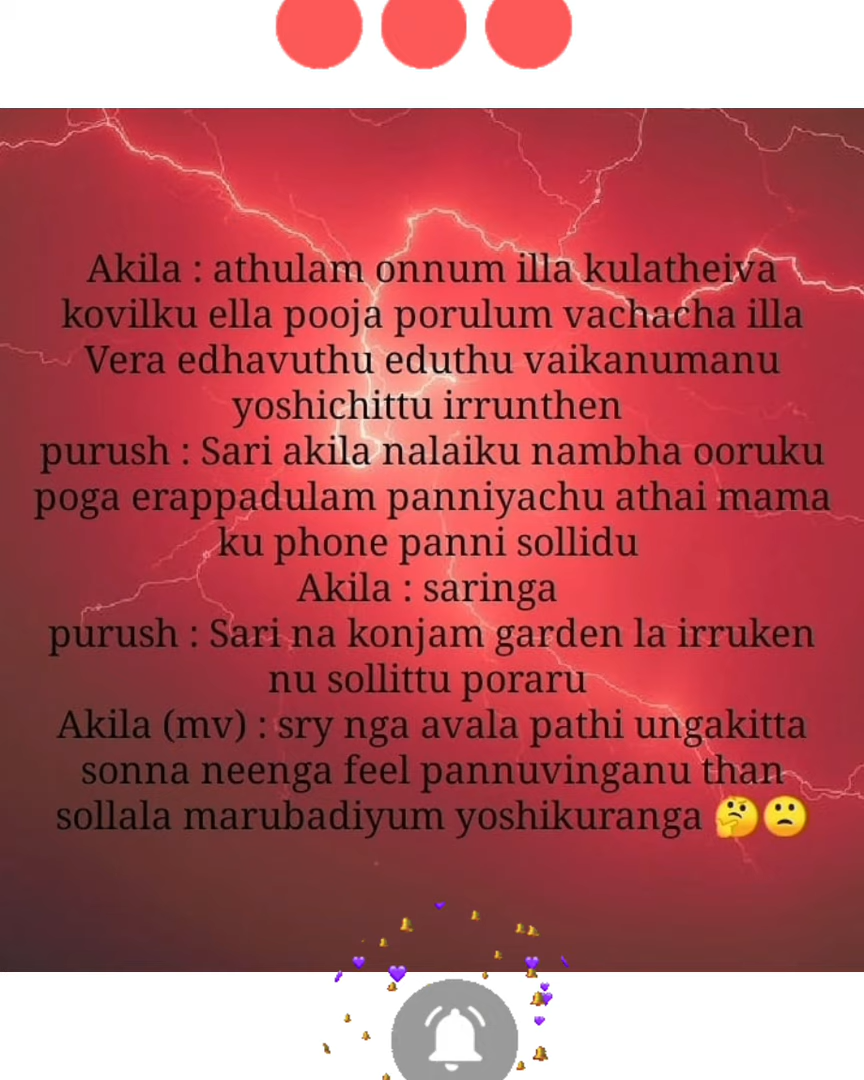 Akila : athulam onnum illa kulatheiva
kovilku ella pooja porulum vachacha illa
Vera edhavuthu eduthu vaikanumanu
yoshichittu irrunthen
purush : Sari akila nalaiku nambha ooruku
poga erappadulam panniyachu athai mama
ku phone panni sollidu
Akila : saringa
purush : Sari na konjam garden la irruken
nu sollittu poraru
Akila (mv) : sry nga avala pathi ungakitta
sonna neenga feel pannuvinganu than
sollala marubadiyum yoshikuranga 🤔🙁